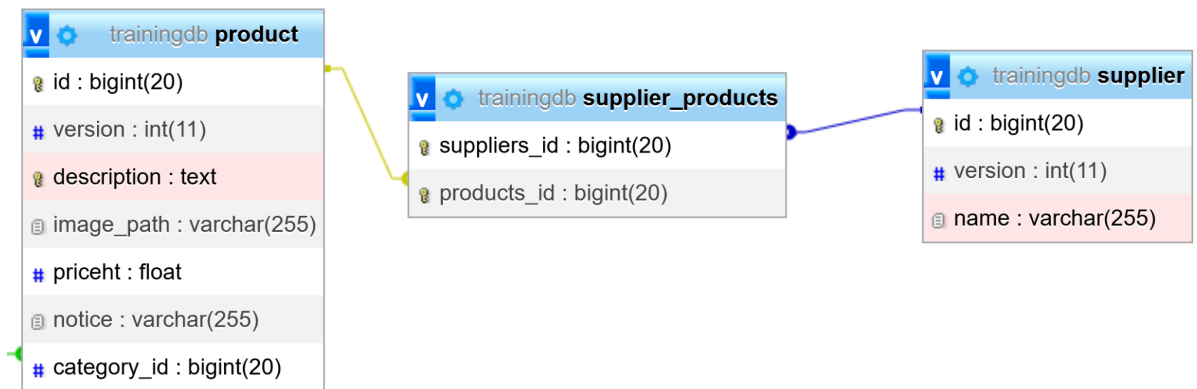 v trainingdb product
id : bigint(20)
# version : int(11)
description : text
image_path : varchar(255)
# priceht : float
notice : varchar(255)
# category_id : bigint(20)
v trainingdb supplier_products
suppliers_id : bigint(20)
products_id : bigint(20)
v trainingdb supplier
id : bigint(20)
# version : int(11)
name : varchar(255)